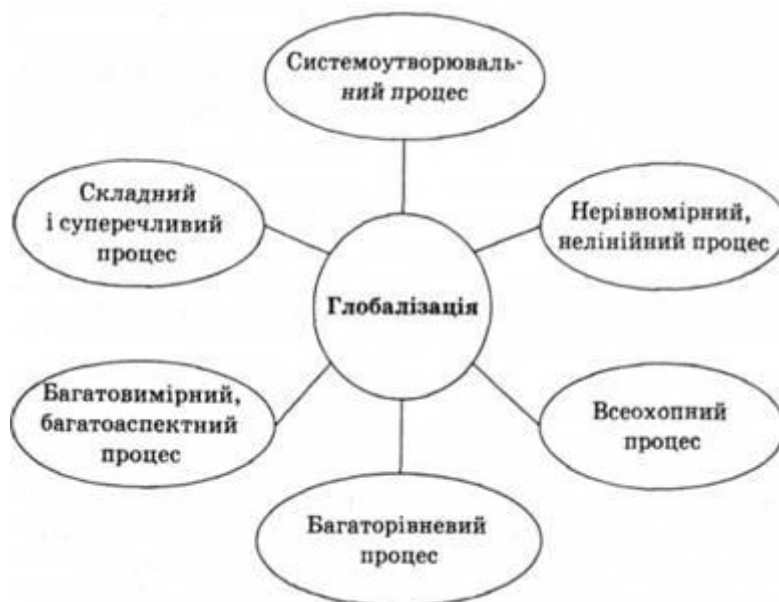 Системоутворюваль-
ний процес
Складний
і суперечливий
процес
Нерівномірний,
нелінійний процес
Глобалізація
Багатовимірний,
багатоаспектний
процес
Всеохопний
процес
Багаторівневий
процес